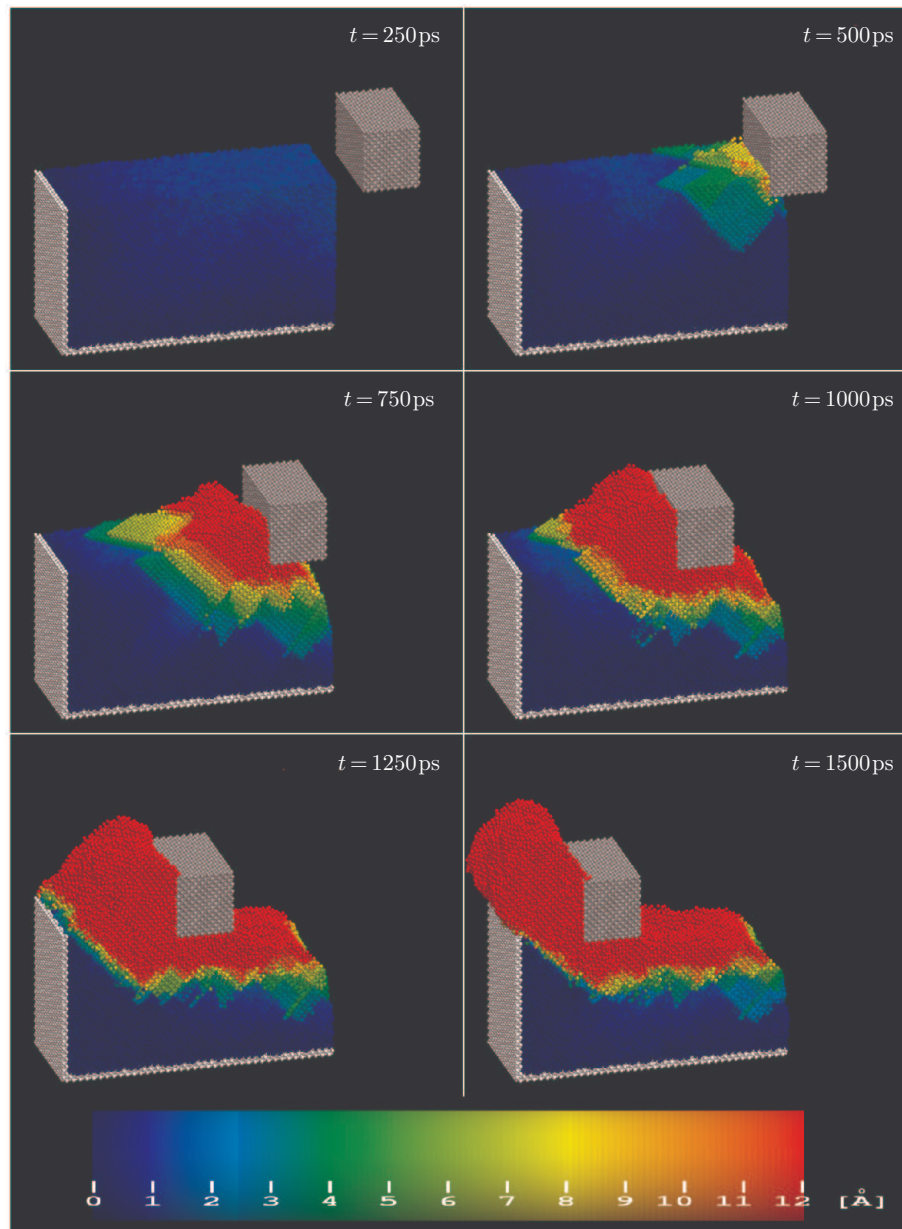 t = 250 ps
t = 500 ps
t = 750 ps
t = 1000 ps
t = 1250 ps
t = 1500 ps
0 1 2 3 4 5 6 7 8 9 10 11 12 [Å]